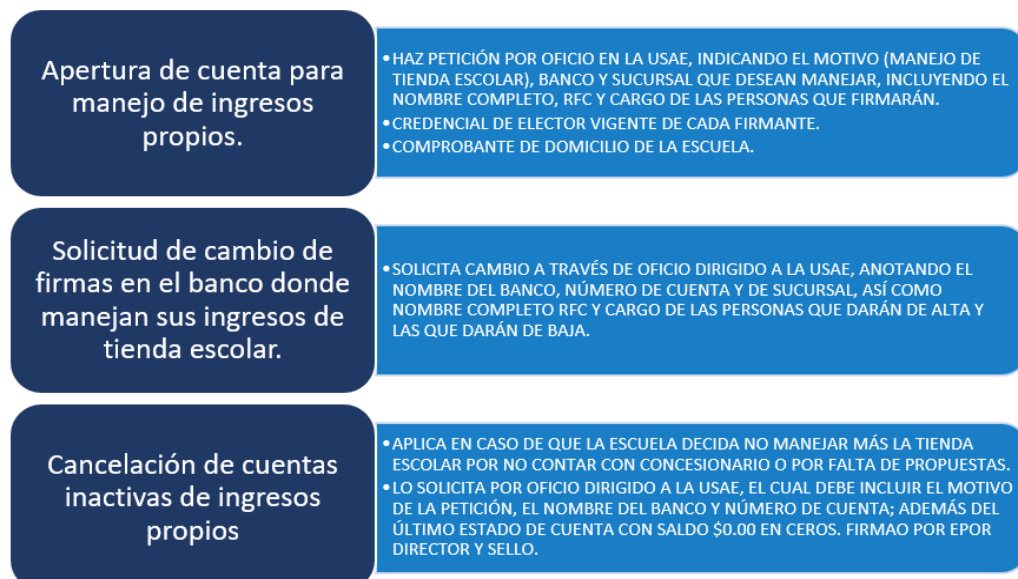 Apertura de cuenta para
manejo de ingresos
propios.
•HAZ PETICIÓN POR OFICIO EN LA USAE, INDICANDO EL MOTIVO (MANEJO DE
TIENDA ESCOLAR), BANCO Y SUCURSAL QUE DESEAN MANEJAR, INCLUYENDO EL
NOMBRE COMPLETO, RFC Y CARGO DE LAS PERSONAS QUE FIRMARÁN.
•CREDENCIAL DE ELECTOR VIGENTE DE CADA FIRMANTE.
•COMPROBANTE DE DOMICILIO DE LA ESCUELA.
Solicitud de cambio de
firmas en el banco donde
manejan sus ingresos de
tienda escolar.
•SOLICITA CAMBIO A TRAVÉS DE OFICIO DIRIGIDO A LA USAE, ANOTANDO EL
NOMBRE DEL BANCO, NÚMERO DE CUENTA Y DE SUCURSAL, ASÍ COMO
NOMBRE COMPLETO RFC Y CARGO DE LAS PERSONAS QUE DARÁN DE ALTA Y
LAS QUE DARÁN DE BAJA.
Cancelación de cuentas
inactivas de ingresos
propios
•APLICA EN CASO DE QUE LA ESCUELA DECIDA NO MANEJAR MÁS LA TIENDA
ESCOLAR POR NO CONTAR CON CONCESIONARIO O POR FALTA DE PROPUESTAS.
•LO SOLICITA POR OFICIO DIRIGIDO A LA USAE, EL CUAL DEBE INCLUIR EL MOTIVO
DE LA PETICIÓN, EL NOMBRE DEL BANCO Y NÚMERO DE CUENTA; ADEMÁS DEL
ÚLTIMO ESTADO DE CUENTA CON SALDO $0.00 EN CEROS. FIRMAO POR EPOR
DIRECTOR Y SELLO.